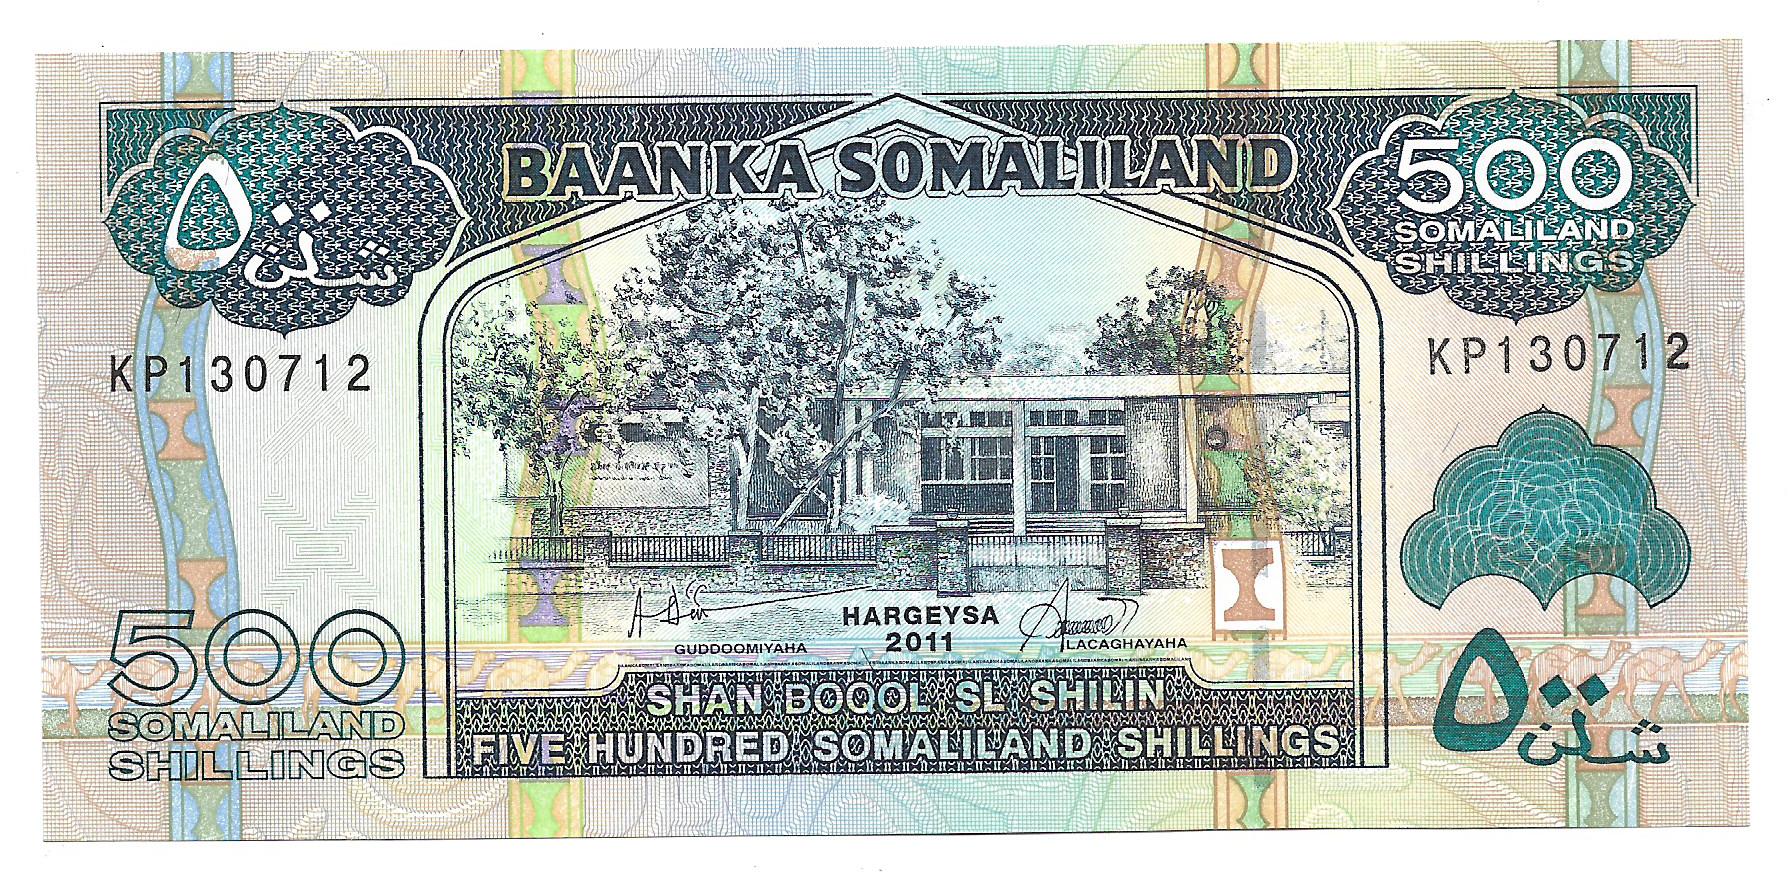 BAANKA SOMALILAND
٥٠٠
شلن
500
SOMALILAND
SHILLINGS
KP130712
KP130712
HARGEYSA
2011
GUDDOOMIYAHA
LACAGHAYAHA
500
SOMALILAND
SHILLINGS
SHAN BOQOL SL SHILIN
FIVE HUNDRED SOMALILAND SHILLINGS
٥٠٠
شلن